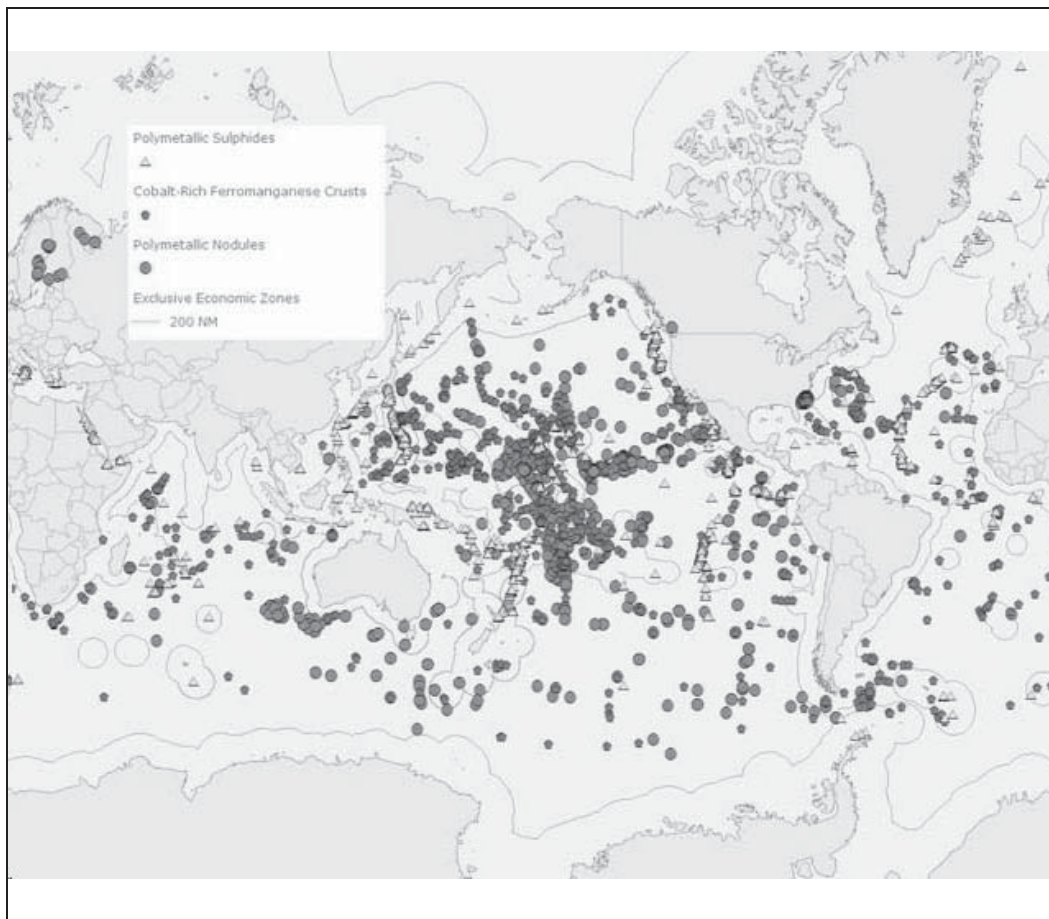 Polymetallic Sulphides
Cobalt-Rich Ferromanganese Crusts
Polymetallic Nodules
Exclusive Economic Zones
200 NM